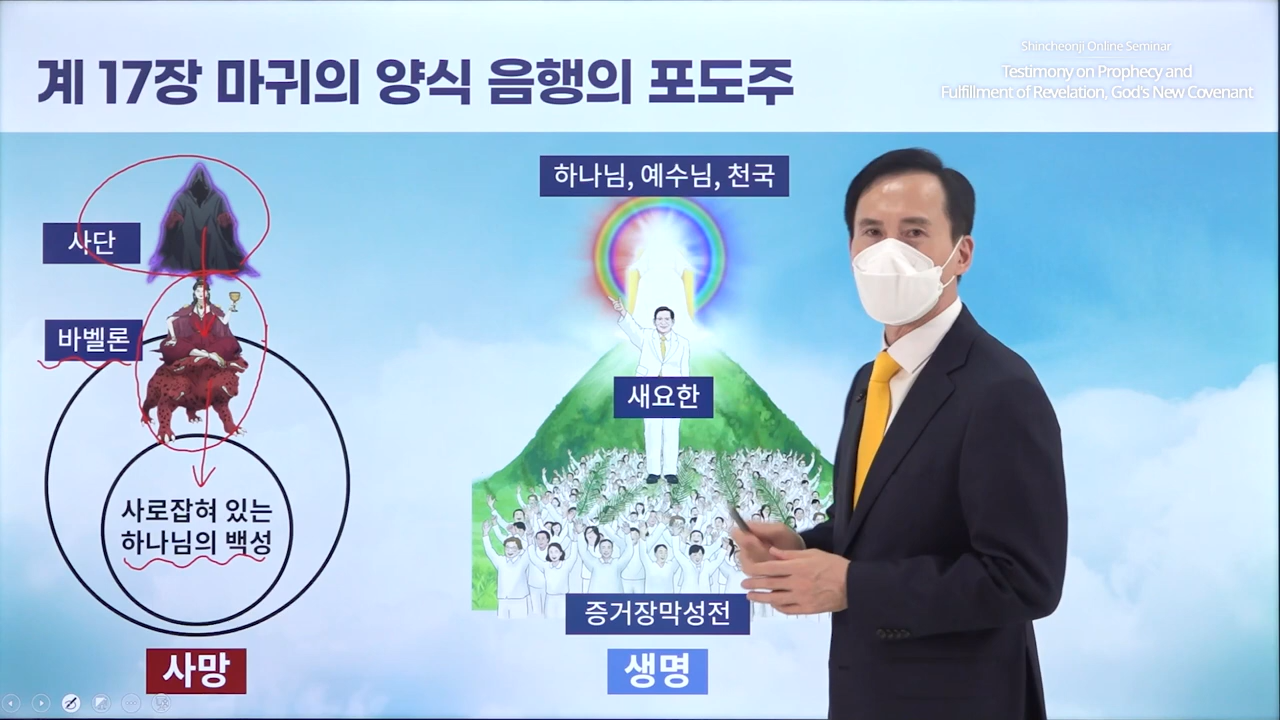 계 17장 마귀의 양식 음행의 포도주
Shincheonji Online Seminar
Testimony on Prophecy and
Fulfillment of Revelation, God's New Covenant
사단
바벨론
사로잡혀 있는
하나님의 백성
사망
하나님, 예수님, 천국
새요한
증거장막성전
생명